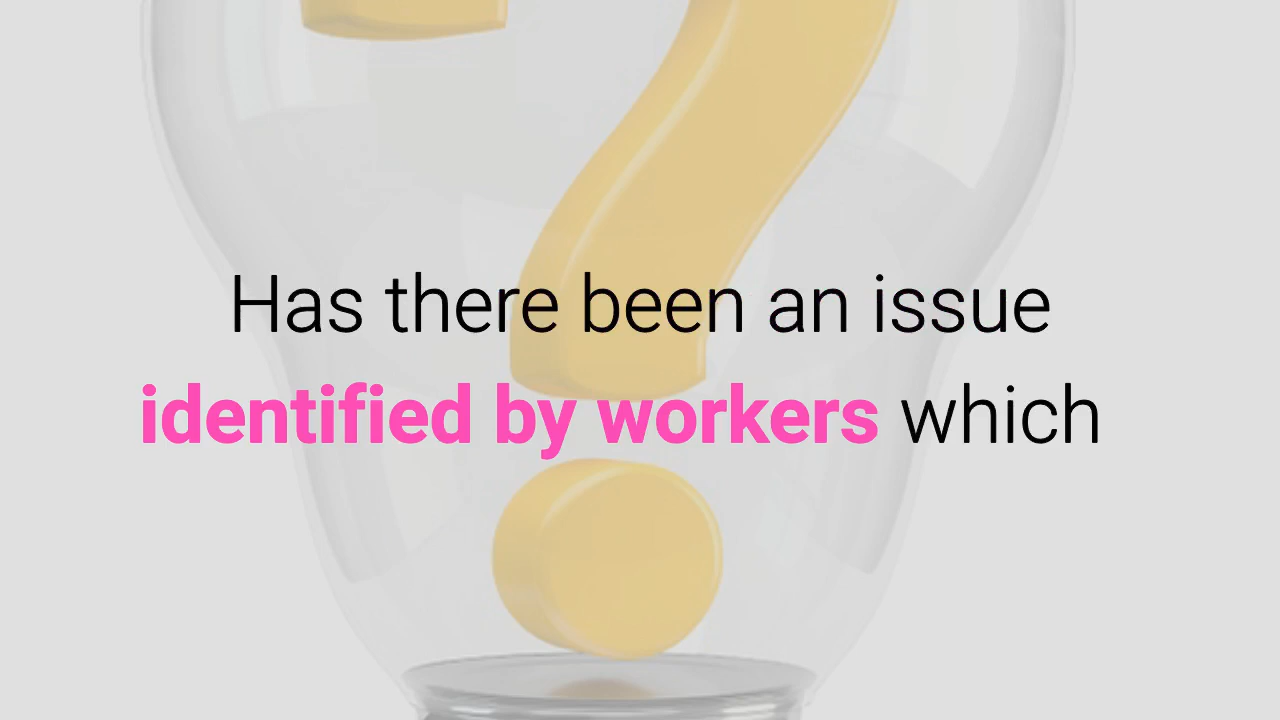 Has there been an issue
identified by workers which